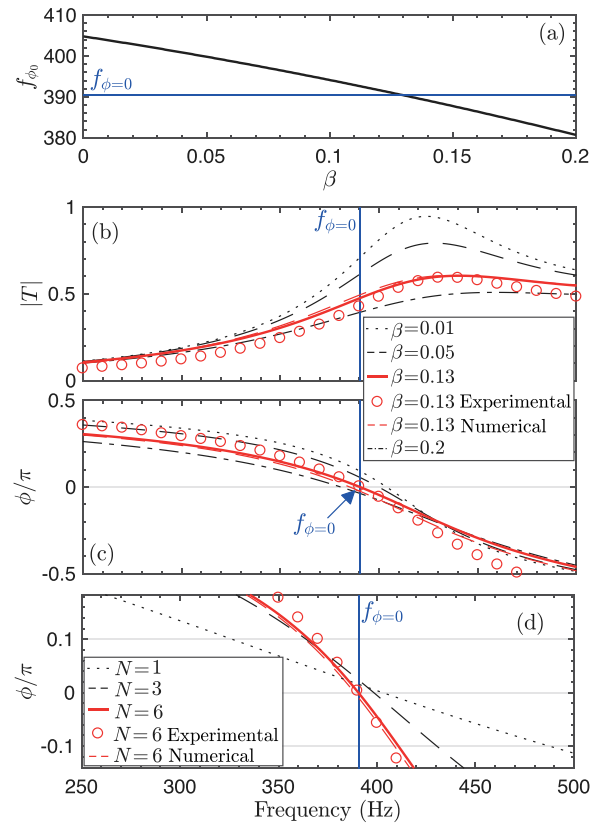 410
(a)
400
f_{ϕ_0}
f_{ϕ=0}
390
380
0 0.05 0.1 0.15 0.2
β
1
(b)
f_{ϕ=0}
|T|
0.5
0
β=0.01
β=0.05
β=0.13
β=0.13 Experimental
β=0.13 Numerical
β=0.2
0.5
ϕ/π
0
f_{ϕ=0}
(c)
-0.5
f_{ϕ=0}
(d)
0.1
ϕ/π
0
-0.1
N=1
N=3
N=6
N=6 Experimental
N=6 Numerical
250 300 350 400 450 500
Frequency (Hz)